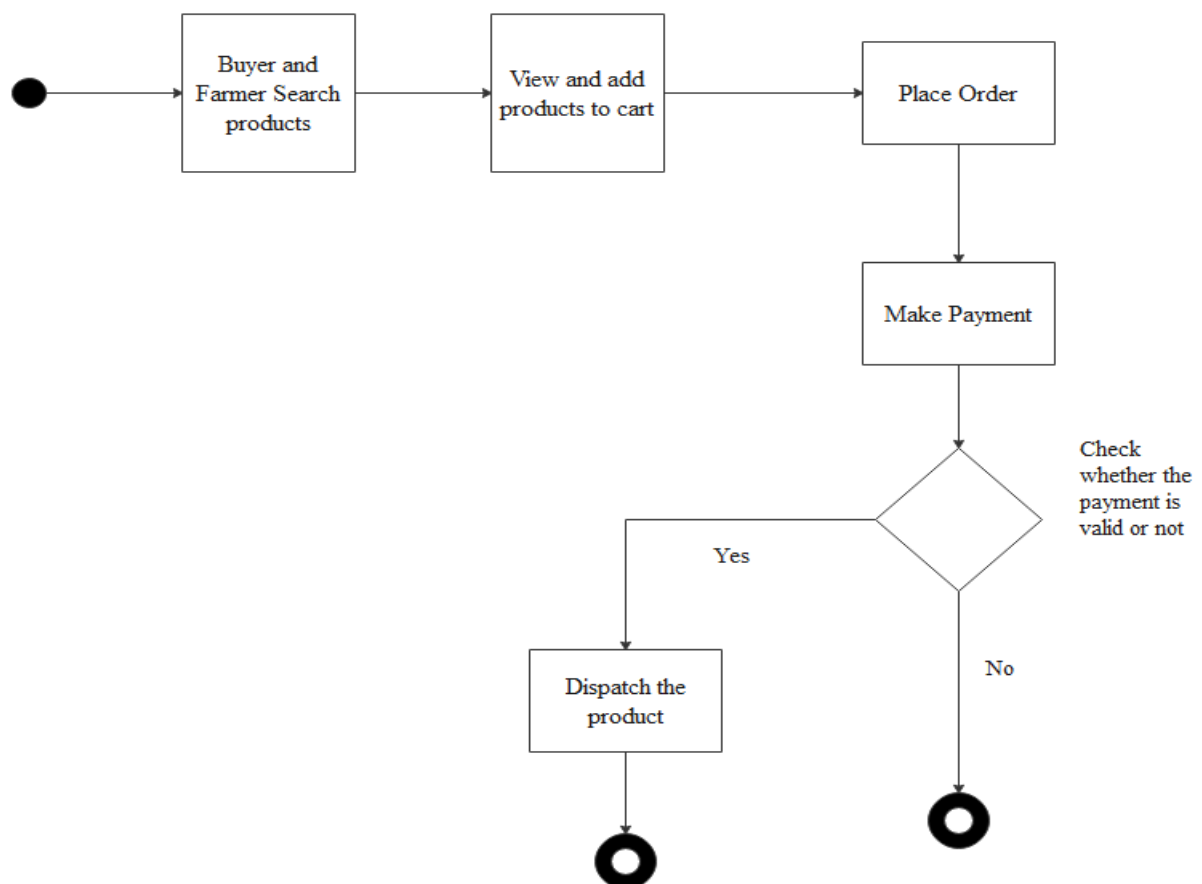 Buyer and
Farmer Search
products
View and add
products to cart
Place Order
Make Payment
Check
whether the
payment is
valid or not
Yes
No
Dispatch the
product